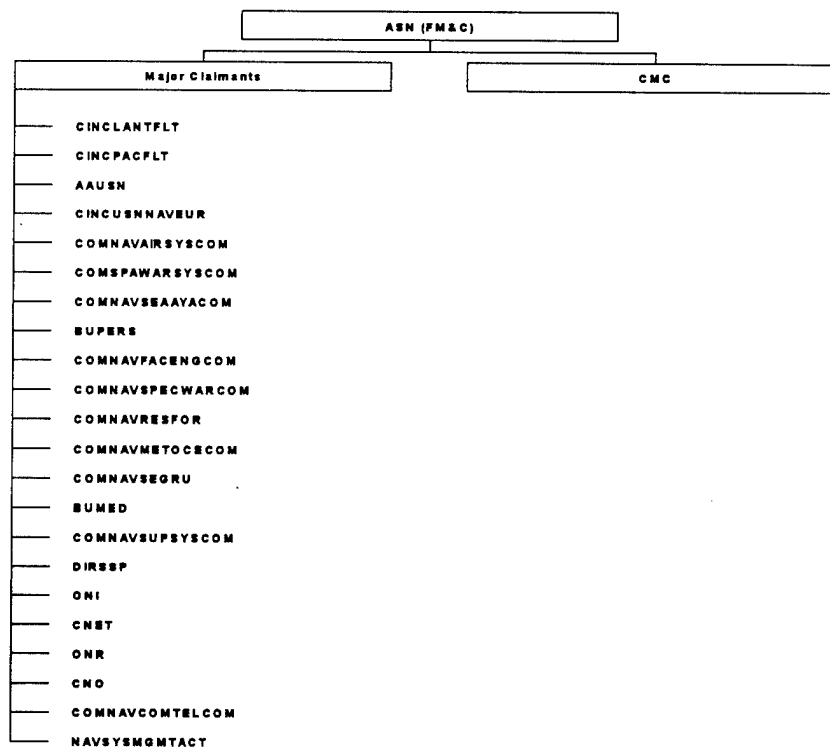 ASN (FM&C)
Major Claimants
CMC
CINCLANTFLT
CINCPACFLT
AAUSN
CINCUSNNAVEUR
COMNAVAIRSYSCOM
COMSPAWARSYSCOM
COMNAVSEAAYACOM
BUPERS
COMNAVFACENGCOM
COMNAVSPECWARCOM
COMNAVRESFOR
COMNAVMETOCECOM
COMNAVSEGRU
BUMED
COMNAVSUPSYSCOM
DIRSSP
ONI
CNET
ONR
CNO
COMNAVCOMTELCOM
NAVSYSMGMTACT